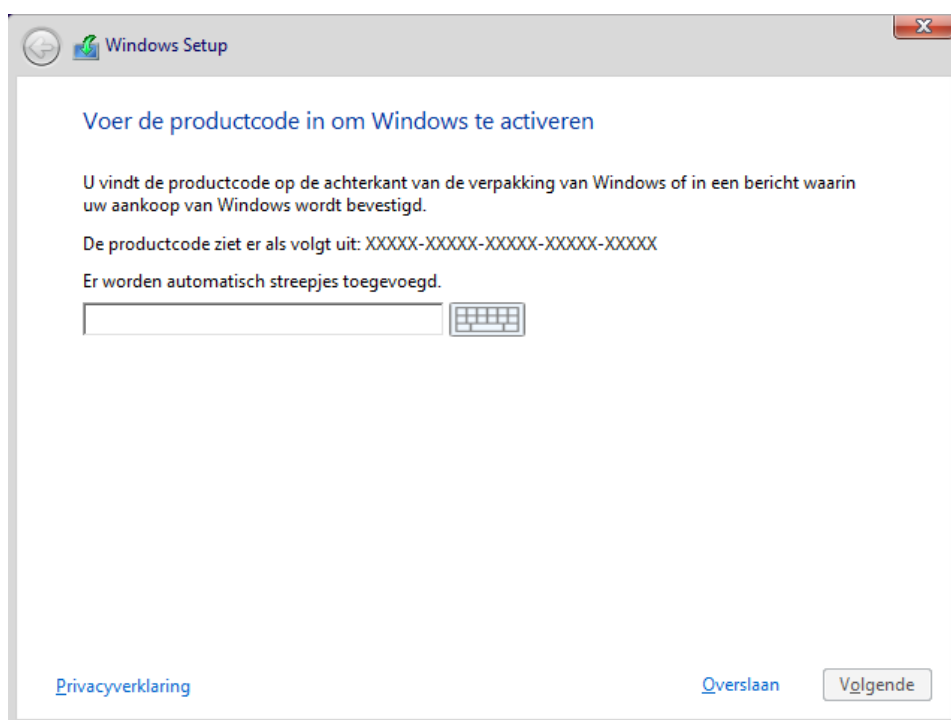 Windows Setup
Voer de productcode in om Windows te activeren
U vindt de productcode op de achterkant van de verpakking van Windows of in een bericht waarin
uw aankoop van Windows wordt bevestigd.
De productcode ziet er als volgt uit: XXXXX-XXXXX-XXXXX-XXXXX-XXXXX
Er worden automatisch streepjes toegevoegd.
Privacyverklaring
Overslaan
Volgende